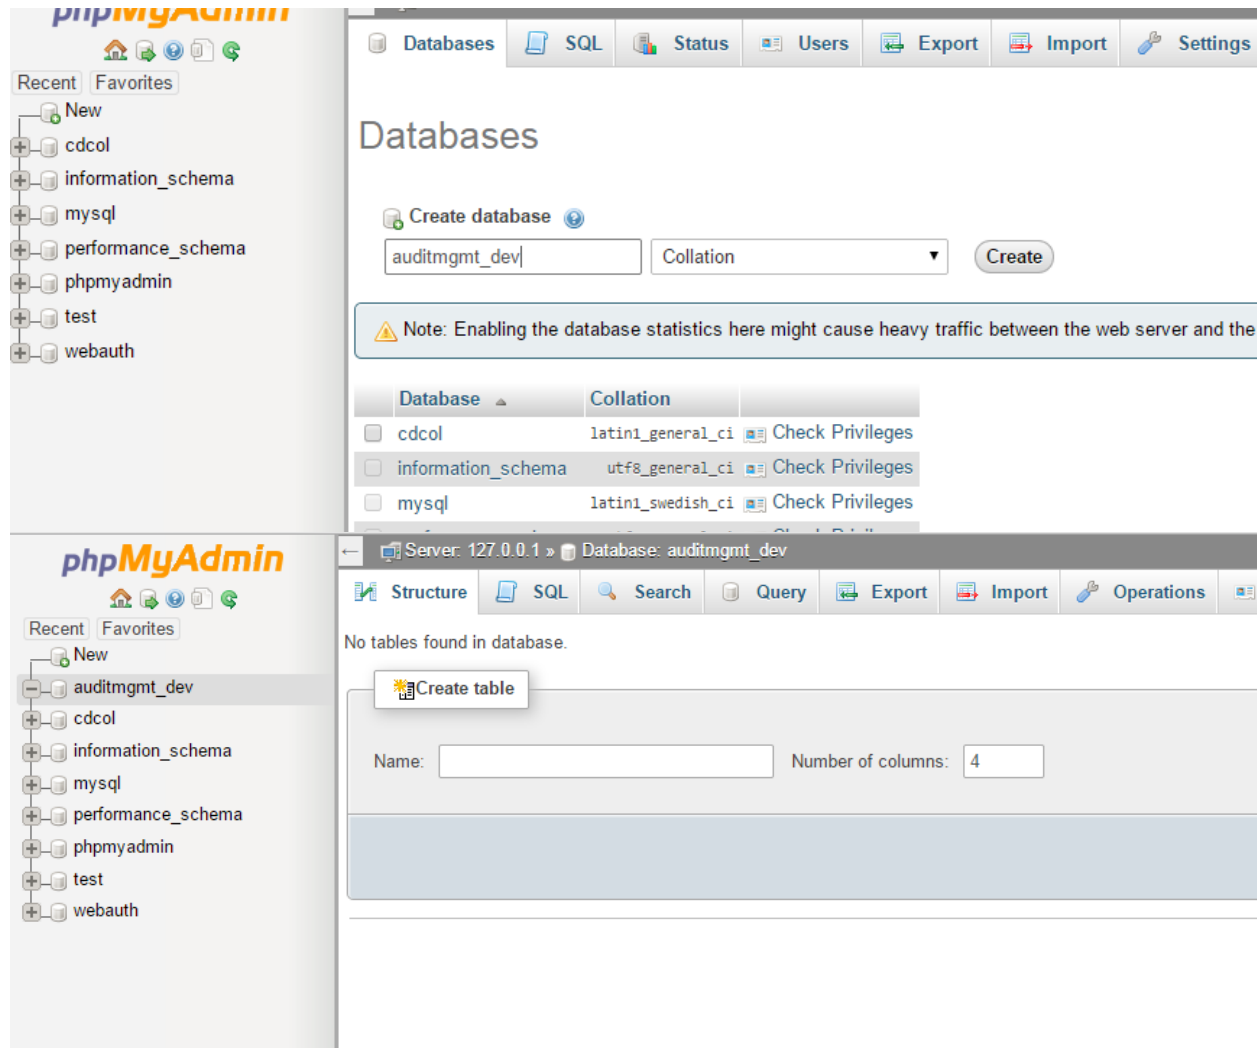 phpMyAdmin
Databases SQL Status Users Export Import Settings
Recent Favorites
New
cdcol
information_schema
mysql
performance_schema
phpmyadmin
test
webauth
Databases
Create database
auditmgmt_dev Collation Create
Note: Enabling the database statistics here might cause heavy traffic between the web server and the
Database Collation
cdcol latin1_general_ci Check Privileges
information_schema utf8_general_ci Check Privileges
mysql latin1_swedish_ci Check Privileges
phpMyAdmin
Server: 127.0.0.1 » Database: auditmgmt_dev
Structure SQL Search Query Export Import Operations
Recent Favorites
New
auditmgmt_dev
cdcol
information_schema
mysql
performance_schema
phpmyadmin
test
webauth
No tables found in database.
Create table
Name: Number of columns: 4